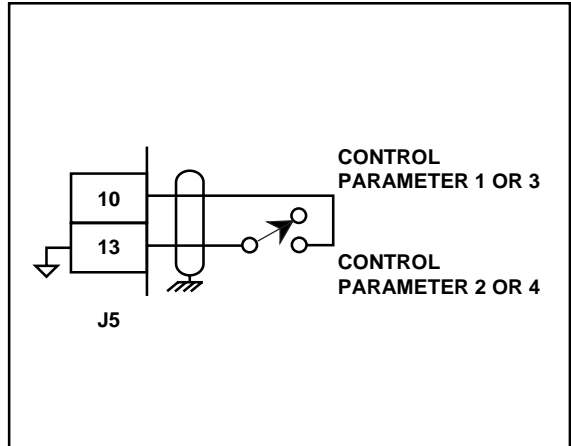 CONTROL
PARAMETER 1 OR 3
10
13
CONTROL
PARAMETER 2 OR 4
J5